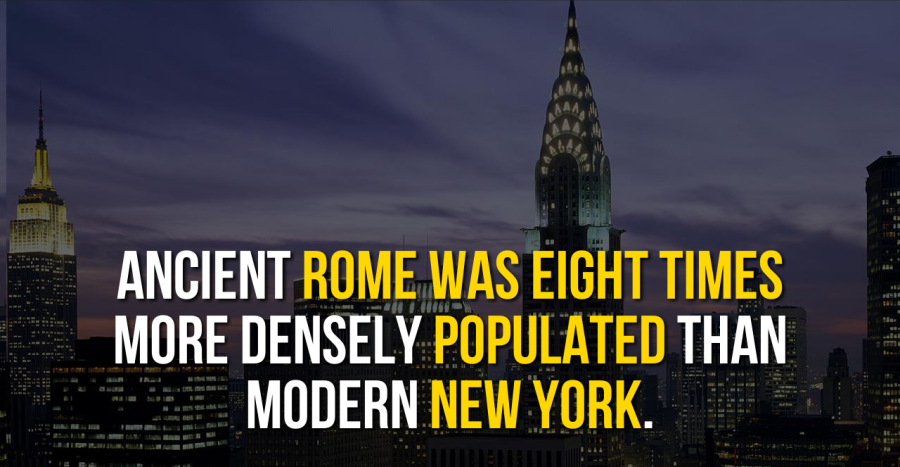 ANCIENT ROME WAS EIGHT TIMES
MORE DENSELY POPULATED THAN
MODERN NEW YORK.